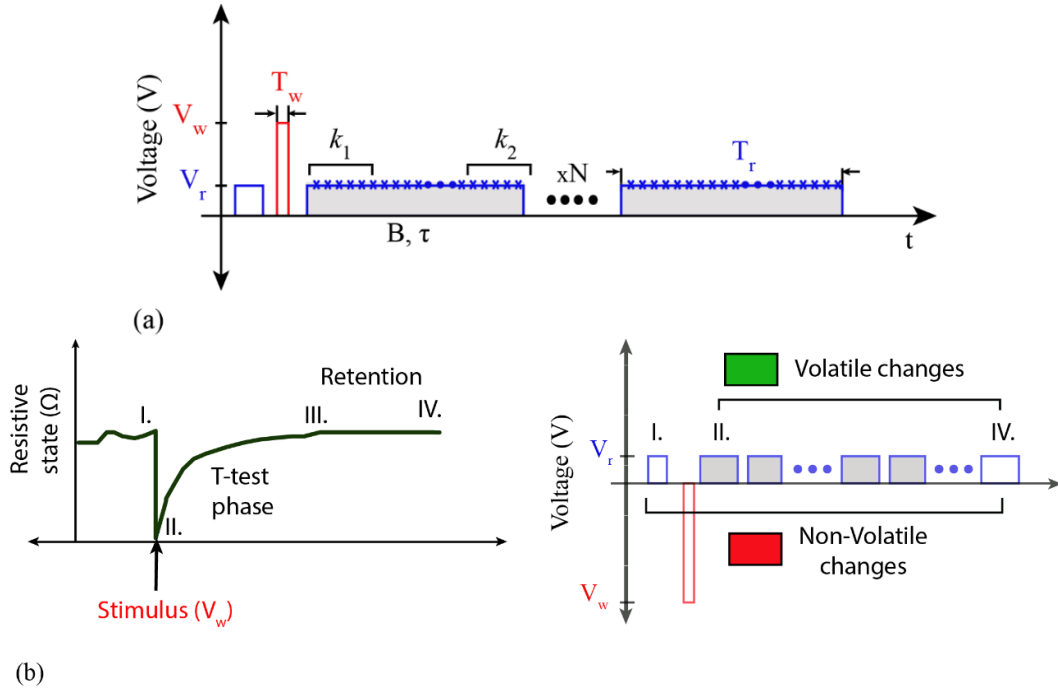 Voltage (V)
T_w
V_w
k_1
k_2
T_r
V_r
xN
B, τ
t
(a)
Resistive
state (Ω)
Retention
I.
III.
IV.
T-test
phase
II.
Stimulus (V_w)
Voltage (V)
Volatile changes
I.
II.
IV.
V_r
Non-Volatile
changes
V_w
(b)